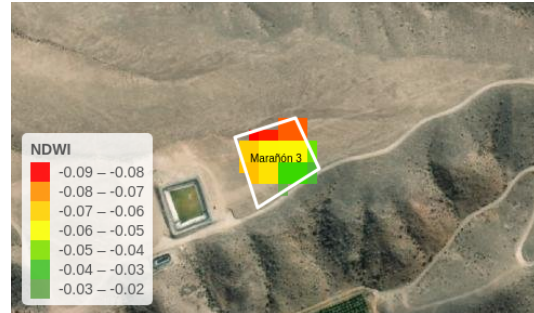 Marañón 3
NDWI
-0.09 – -0.08
-0.08 – -0.07
-0.07 – -0.06
-0.06 – -0.05
-0.05 – -0.04
-0.04 – -0.03
-0.03 – -0.02